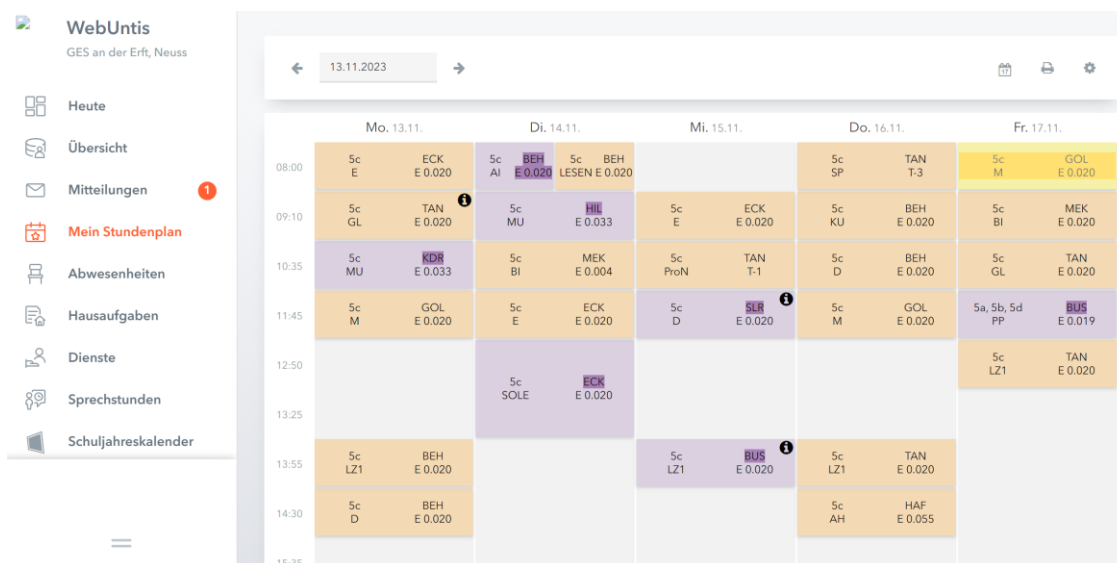 WebUntis
GES an der Erft, Neuss
Heute
Übersicht
Mitteilungen 1
Mein Stundenplan
Abwesenheiten
Hausaufgaben
Dienste
Sprechstunden
Schuljahreskalender
13.11.2023
17
Mo. 13.11. Di. 14.11. Mi. 15.11. Do. 16.11. Fr. 17.11.
08:00
5c ECK
E E 0.020
5c BEH
AI E 0.020
5c BEH
LESEN E 0.020
5c TAN
SP T-3
5c GOL
M E 0.020
09:10
5c TAN
GL E 0.020
5c HIL
MU E 0.033
5c ECK
E E 0.020
5c BEH
KU E 0.020
5c MEK
BI E 0.020
10:35
5c KDR
MU E 0.033
5c MEK
BI E 0.004
5c TAN
ProN T-1
5c BEH
D E 0.020
5c TAN
GL E 0.020
11:45
5c GOL
M E 0.020
5c ECK
E E 0.020
5c SLR
D E 0.020
5c GOL
M E 0.020
5a, 5b, 5d BUS
PP E 0.019
12:50
5c ECK
SOLE E 0.020
5c TAN
LZ1 E 0.020
13:25
13:55
5c BEH
LZ1 E 0.020
5c BUS
LZ1 E 0.020
5c TAN
LZ1 E 0.020
14:30
5c BEH
D E 0.020
5c HAF
AH E 0.055
15:35